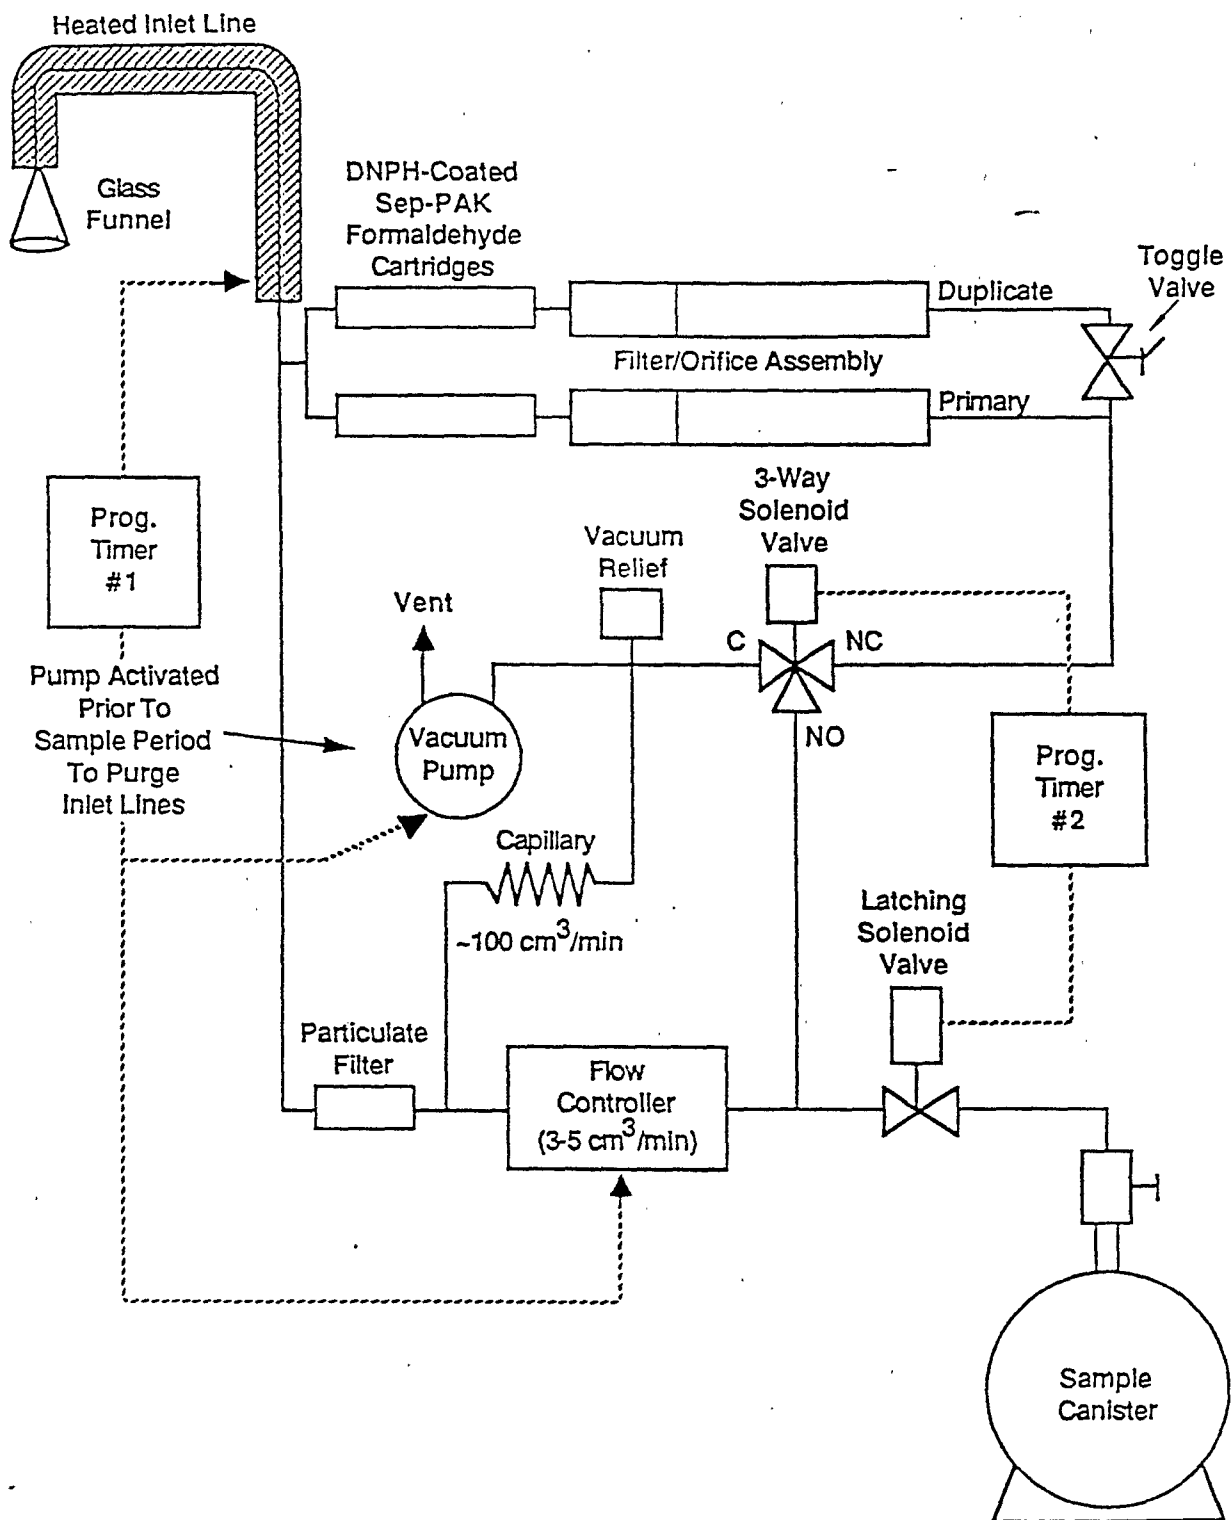 Heated Inlet Line
Glass
Funnel
DNPH-Coated
Sep-PAK
Formaldehyde
Cartridges
Duplicate
Toggle
Valve
Filter/Orifice Assembly
Primary
3-Way
Solenoid
Valve
Prog.
Timer
#1
Vacuum
Relief
Vent
C
NC
NO
Pump Activated
Prior To
Sample Period
To Purge
Inlet Lines
Vacuum
Pump
Prog.
Timer
#2
Capillary
~100 cm³/min
Latching
Solenoid
Valve
Particulate
Filter
Flow
Controller
(3-5 cm³/min)
Sample
Canister